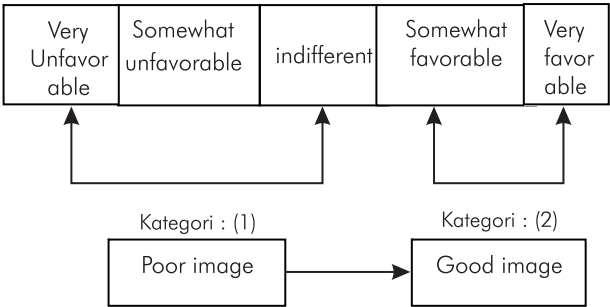 Very
Unfavor
able
Somewhat
unfavorable
indifferent
Somewhat
favorable
Very
favor
able
Kategori : (1)
Kategori : (2)
Poor image
Good image